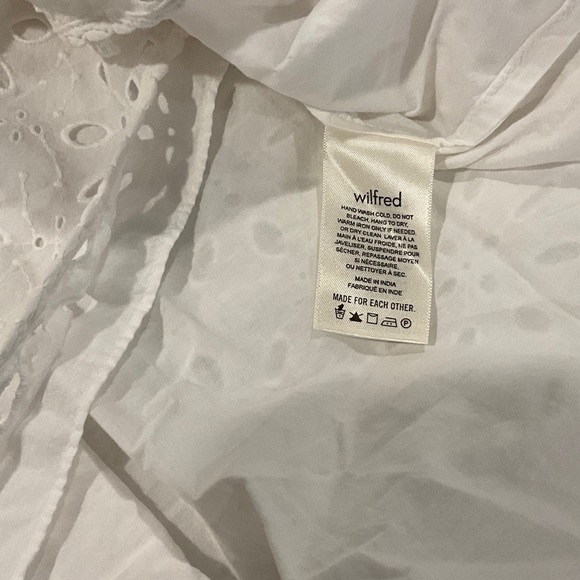 wilfred
HAND WASH COLD, DO NOT
BLEACH, HANG TO DRY,
WARM IRON ONLY IF NEEDED,
OR DRY CLEAN. LAVER À LA
MAIN À L'EAU FROIDE, NE PAS
JAVELISER, SUSPENDRE POUR
SÉCHER, REPASSAGE MOYEN
SI NÉCESSAIRE,
OU NETTOYER À SEC.
MADE IN INDIA
FABRIQUÉ EN INDE
MADE FOR EACH OTHER.
P